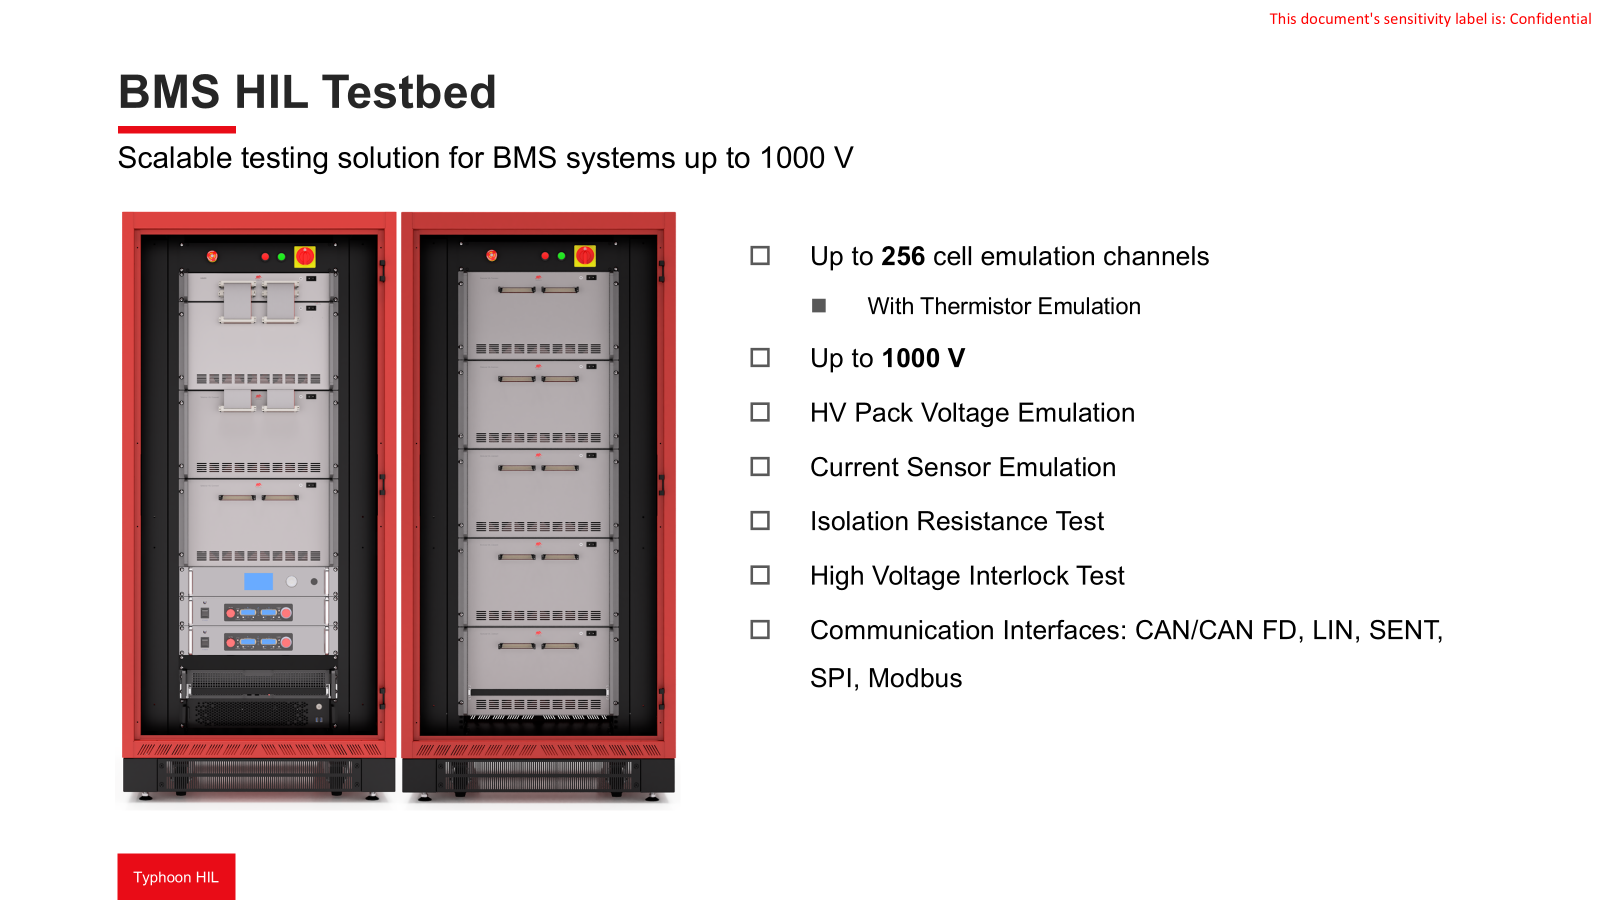 This document's sensitivity label is: Confidential
BMS HIL Testbed
Scalable testing solution for BMS systems up to 1000 V
Up to 256 cell emulation channels
With Thermistor Emulation
Up to 1000 V
HV Pack Voltage Emulation
Current Sensor Emulation
Isolation Resistance Test
High Voltage Interlock Test
Communication Interfaces: CAN/CAN FD, LIN, SENT,
SPI, Modbus
Typhoon HIL